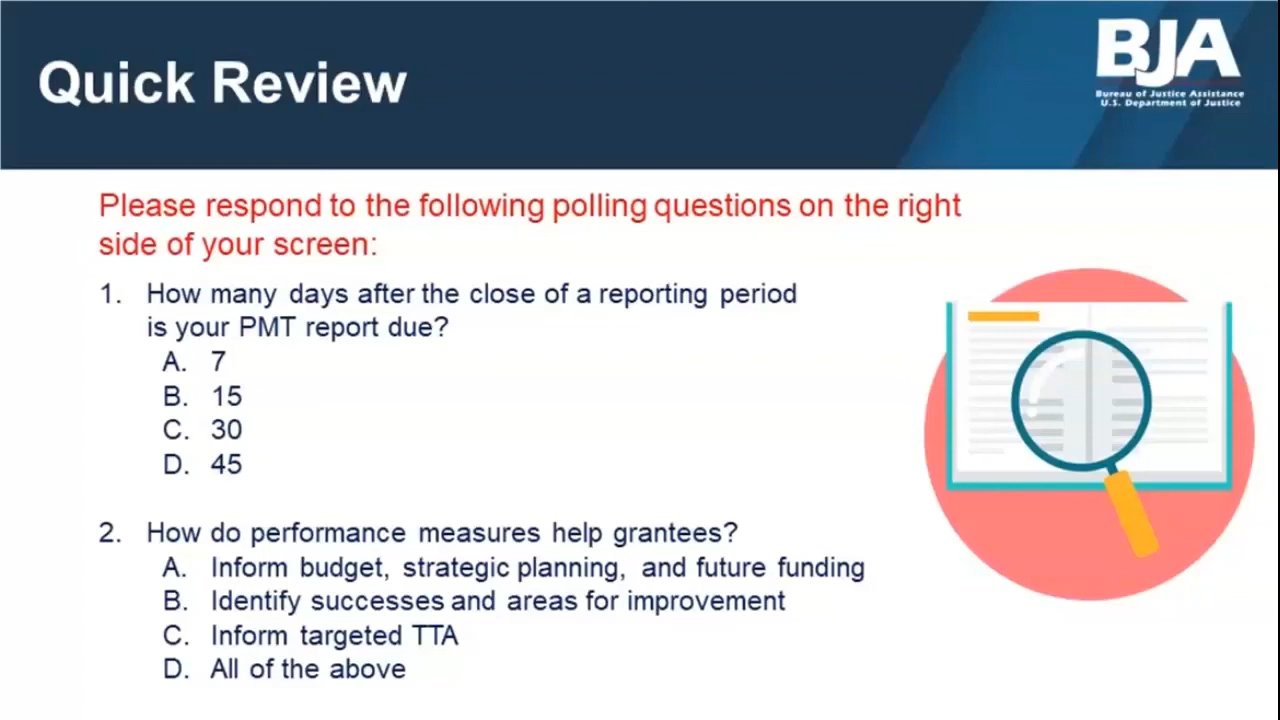 Quick Review
BJA
Bureau of Justice Assistance
U.S. Department of Justice
Please respond to the following polling questions on the right
side of your screen:
1. How many days after the close of a reporting period
is your PMT report due?
A. 7
B. 15
C. 30
D. 45
2. How do performance measures help grantees?
A. Inform budget, strategic planning, and future funding
B. Identify successes and areas for improvement
C. Inform targeted TTA
D. All of the above